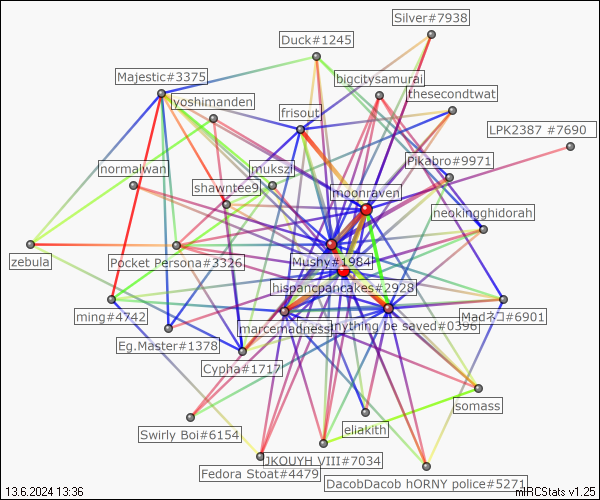 Silver#7938
Duck#1245
bigcitysamurai
Majestic#3375
thesecondtwat
yoshimanden
frisout
LPK2387 #7690
Pikabro#9971
normalwan
mukszi
shawntee9
moonraven
neokingghidorah
zebula
Pocket Persona#3326
Mushy#1984
hispancpancakes#2928
ming#4742
marcemadness
anything be saved#0396
Madネコ#6901
Eg.Master#1378
Cypha#1717
somass
eliakith
Swirly Boi#6154
JKOUYH VIII#7034
Fedora Stoat#4479
DacobDacob hORNY police#5271
13.6.2024 13:36
mIRCStats v1.25